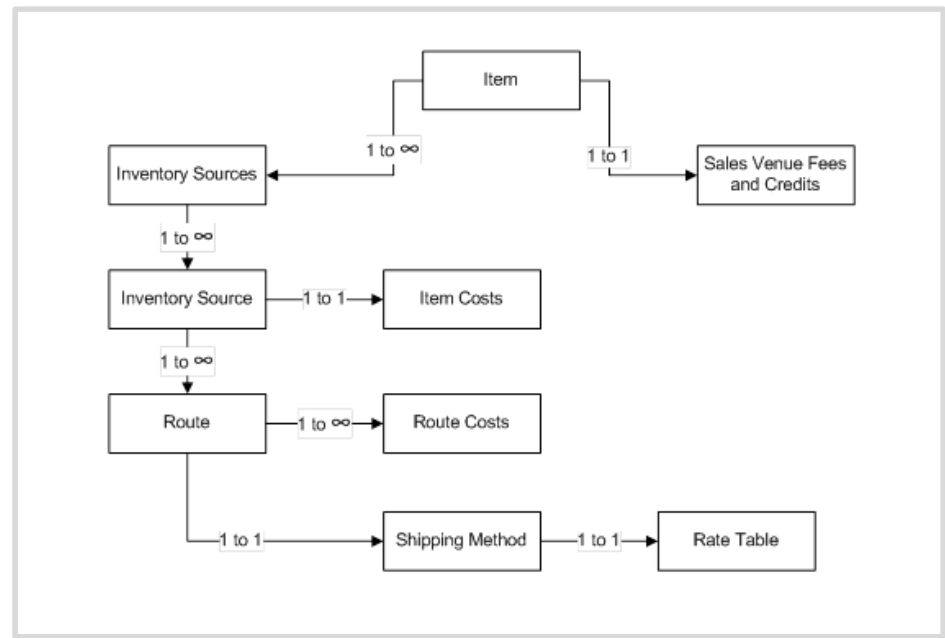 Item
1 to ∞
1 to 1
Inventory Sources
Sales Venue Fees
and Credits
1 to ∞
Inventory Source
1 to 1
Item Costs
1 to ∞
Route
1 to ∞
Route Costs
1 to 1
Shipping Method
1 to 1
Rate Table